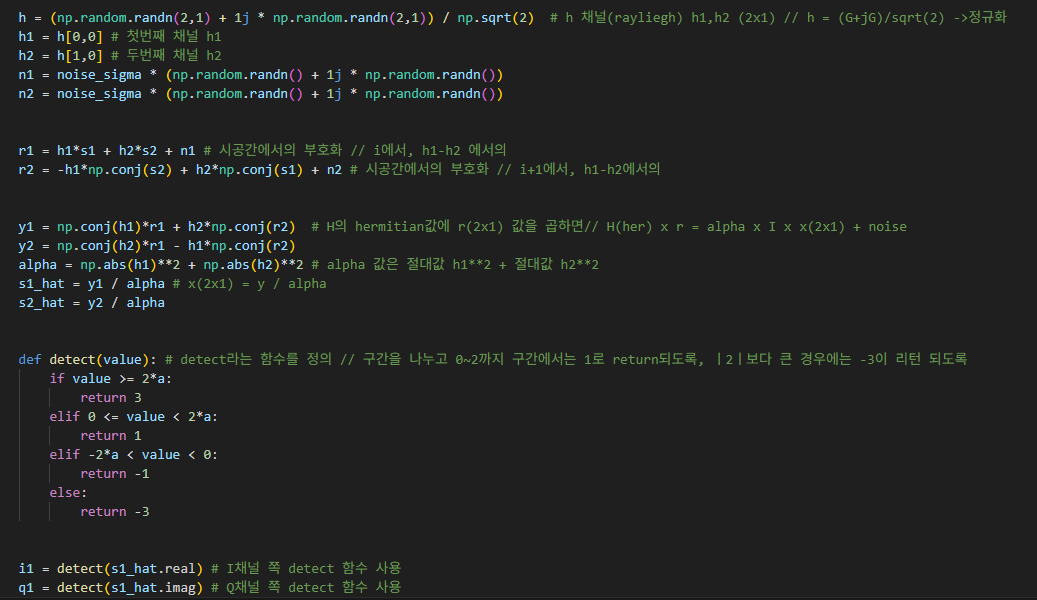 h = (np.random.randn(2,1) + 1j * np.random.randn(2,1)) / np.sqrt(2)  # h 채널(rayliegh) h1,h2 (2x1) // h = (G+jG)/sqrt(2) ->정규화
h1 = h[0,0] # 첫번째 채널 h1
h2 = h[1,0] # 두번째 채널 h2
n1 = noise_sigma * (np.random.randn() + 1j * np.random.randn())
n2 = noise_sigma * (np.random.randn() + 1j * np.random.randn())
r1 = h1*s1 + h2*s2 + n1 # 시공간에서의 부호화 // i에서, h1-h2 에서의
r2 = -h1*np.conj(s2) + h2*np.conj(s1) + n2 # 시공간에서의 부호화 // i+1에서, h1-h2에서의
y1 = np.conj(h1)*r1 + h2*np.conj(r2)  # H의 hermitian값에 r(2x1) 값을 곱하면// H(her) x r = alpha x I x x(2x1) + noise
y2 = np.conj(h2)*r1 - h1*np.conj(r2)
alpha = np.abs(h1)**2 + np.abs(h2)**2 # alpha 값은 절대값 h1**2 + 절대값 h2**2
s1_hat = y1 / alpha # x(2x1) = y / alpha
s2_hat = y2 / alpha
def detect(value): # detect라는 함수를 정의 // 구간을 나누고 0~2까지 구간에서는 1로 return되도록, ㅣ2ㅣ보다 큰 경우에는 -3이 리턴 되도록
    if value >= 2*a:
        return 3
    elif 0 <= value < 2*a:
        return 1
    elif -2*a < value < 0:
        return -1
    else:
        return -3
i1 = detect(s1_hat.real) # I채널 쪽 detect 함수 사용
q1 = detect(s1_hat.imag) # Q채널 쪽 detect 함수 사용